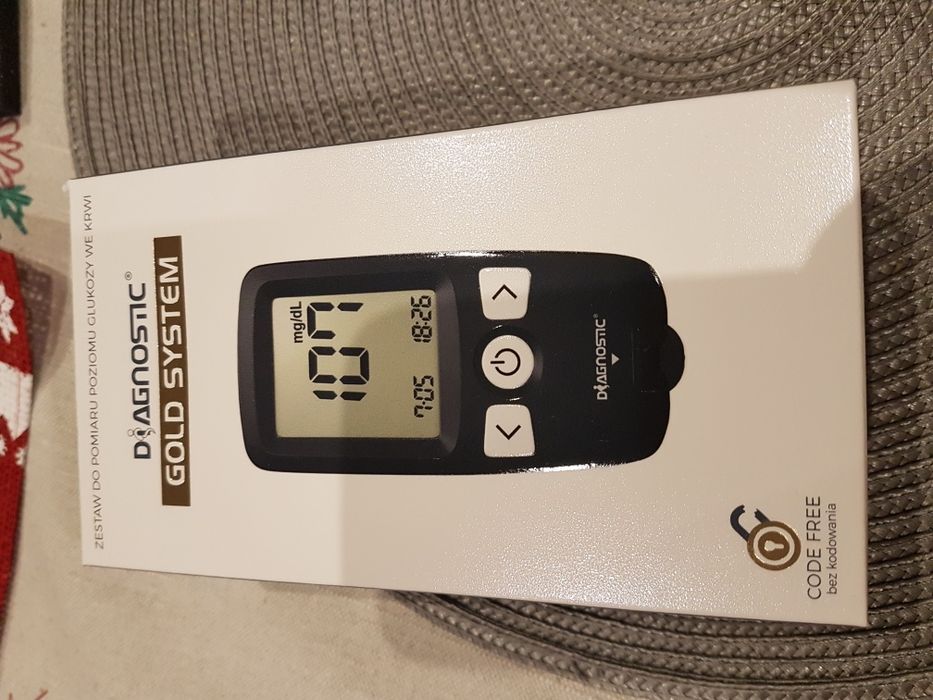 ZESTAW DO POMIARU POZIOMU GLUKOZY WE KRWI
DIAGNOSTIC®
GOLD SYSTEM
mg/dL
107
7-05 18:26
DIAGNOSTIC®
CODE FREE
bez kodowania